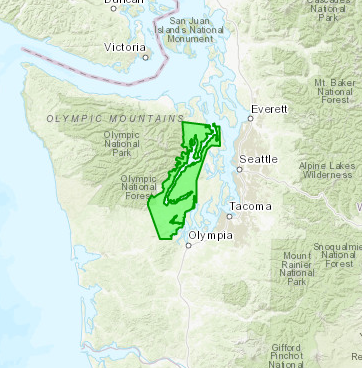 Duncan
San Juan
Islands National
Monument
Victoria
Cascades
National
Park
Mt. Baker
National
Forest
OLYMPIC MOUNTAINS
Everett
Olympic
National
Park
Seattle
Alpine Lakes
Wilderness
Olympic
National
Forest
Tacoma
Olympia
Snoqualmie
National
Forest
Mount
Rainier
National
Park
Gifford
Pinchot
National
Re